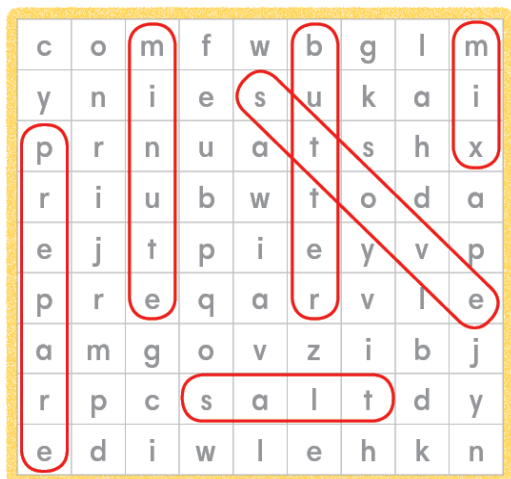 c o m f w b g l m
y n i e s u k a i
p r n u a t s h x
r i u b w t o d a
e j t p i e y v p
p r e q a r v l e
a m g o v z i b j
r p c s a l t d y
e d i w l e h k n